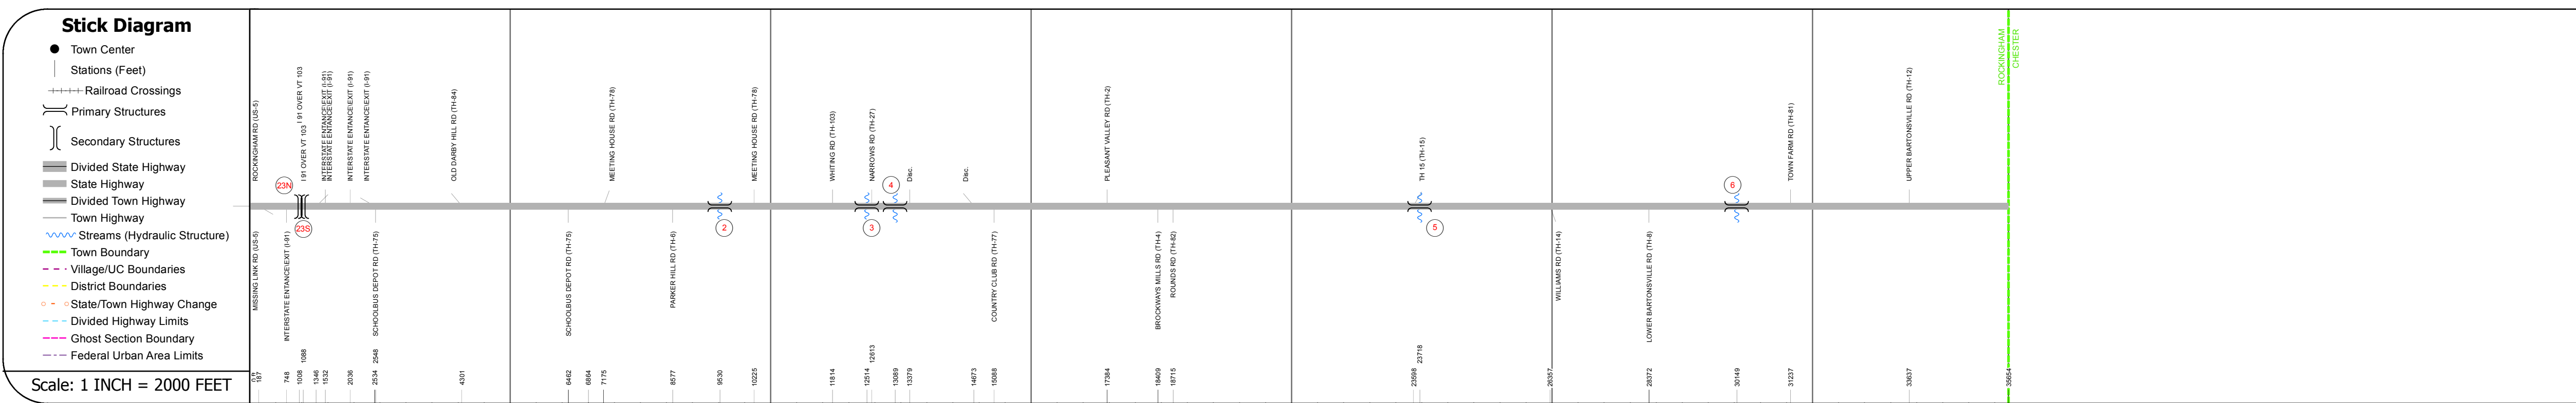 Stick Diagram
Town Center
Stations (Feet)
Railroad Crossings
Primary Structures
Secondary Structures
Divided State Highway
State Highway
Divided Town Highway
Town Highway
Streams (Hydraulic Structure)
Town Boundary
Village/UC Boundaries
District Boundaries
State/Town Highway Change
Divided Highway Limits
Ghost Section Boundary
Federal Urban Area Limits
Scale: 1 INCH = 2000 FEET
ROCKINGHAM RD (US-5)
I 91 OVER VT 103
I 91 OVER VT 103
INTERSTATE ENTANCE\EXIT (I-91)
INTERSTATE ENTANCE\EXIT (I-91)
INTERSTATE ENTANCE\EXIT (I-91)
INTERSTATE ENTANCE\EXIT (I-91)
OLD DARBY HILL RD (TH-84)
MEETING HOUSE RD (TH-78)
MEETING HOUSE RD (TH-78)
WHITING RD (TH-103)
NARROWS RD (TH-27)
Disc.
Disc.
PLEASANT VALLEY RD (TH-2)
TH 15 (TH-15)
TOWN FARM RD (TH-81)
UPPER BARTONSVILLE RD (TH-12)
ROCKINGHAM
CHESTER
23N
23S
2
3
4
5
6
MISSING LINK RD (US-5)
INTERSTATE ENTANCE\EXIT (I-91)
SCHOOLBUS DEPOT RD (TH-75)
SCHOOLBUS DEPOT RD (TH-75)
PARKER HILL RD (TH-6)
COUNTRY CLUB RD (TH-77)
BROCKWAYS MILLS RD (TH-4)
ROUNDS RD (TH-82)
WILLIAMS RD (TH-14)
LOWER BARTONSVILLE RD (TH-8)
187
748
1008
1088
1346
1532
2036
2534
2548
4301
6462
6864
7175
8577
9530
10225
11814
12514
12613
13089
13379
14673
15088
17384
18409
18715
23598
23718
26357
28372
30149
31237
33637
35654